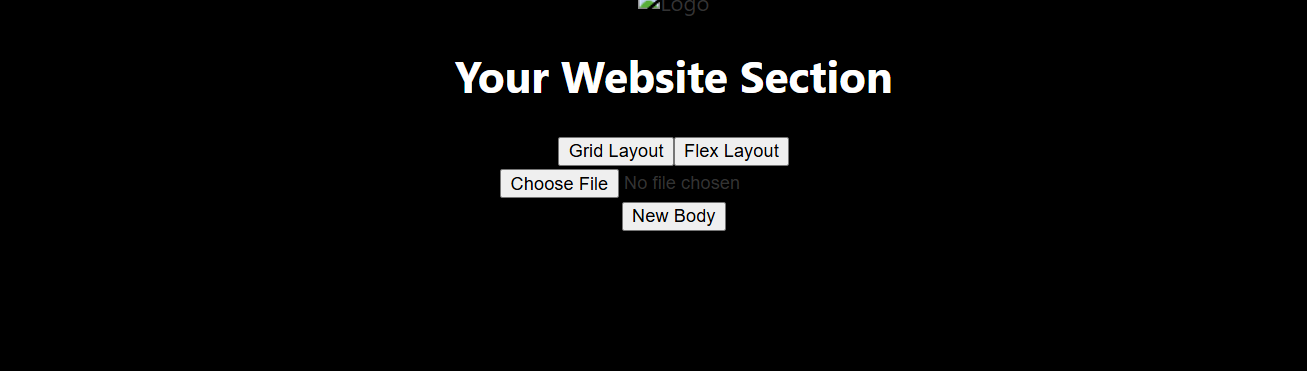 Logo
Your Website Section
Grid Layout Flex Layout
Choose File No file chosen
New Body